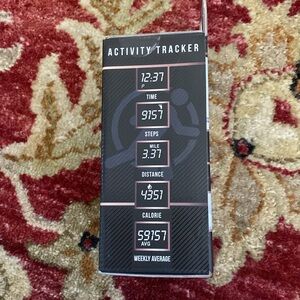 ACTIVITY TRACKER
12:37
P
TIME
9157
STEPS
MILE
3.37
DISTANCE
4351
CALORIE
59157
AVG
WEEKLY AVERAGE